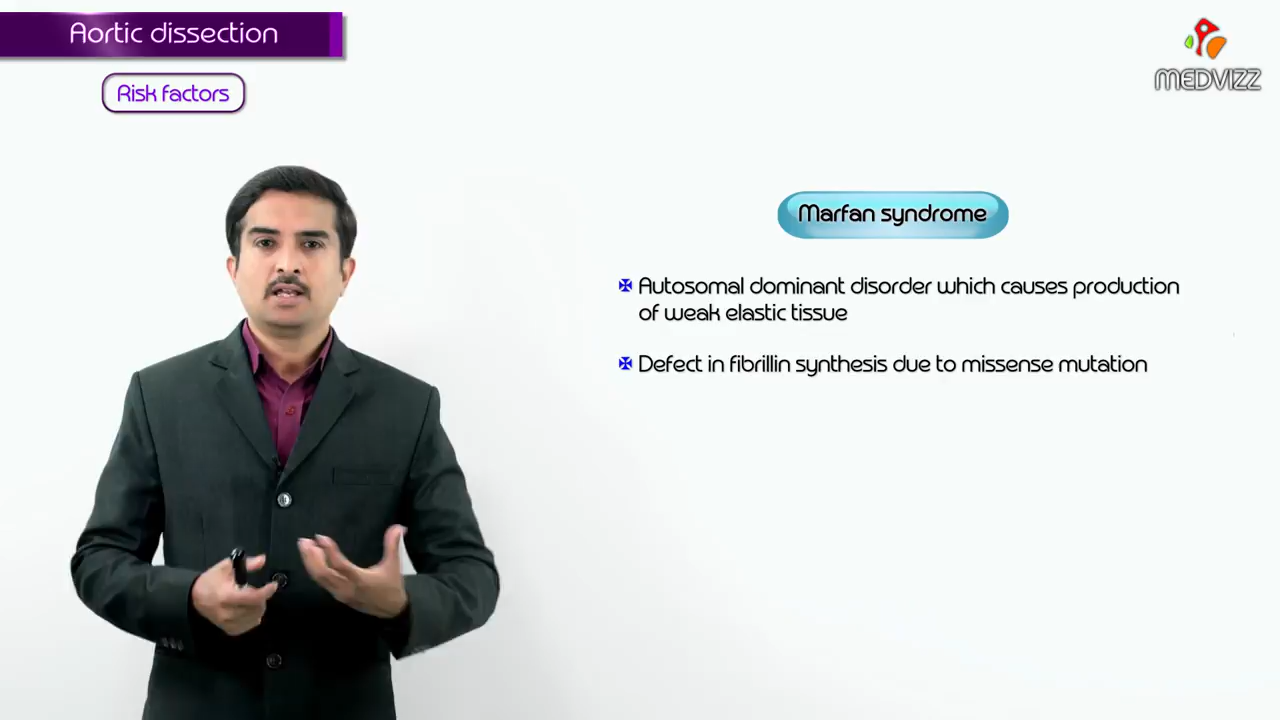 Aortic dissection
MEDVIZZ
Risk factors
Marfan syndrome
Autosomal dominant disorder which causes production
of weak elastic tissue
Defect in fibrillin synthesis due to missense mutation